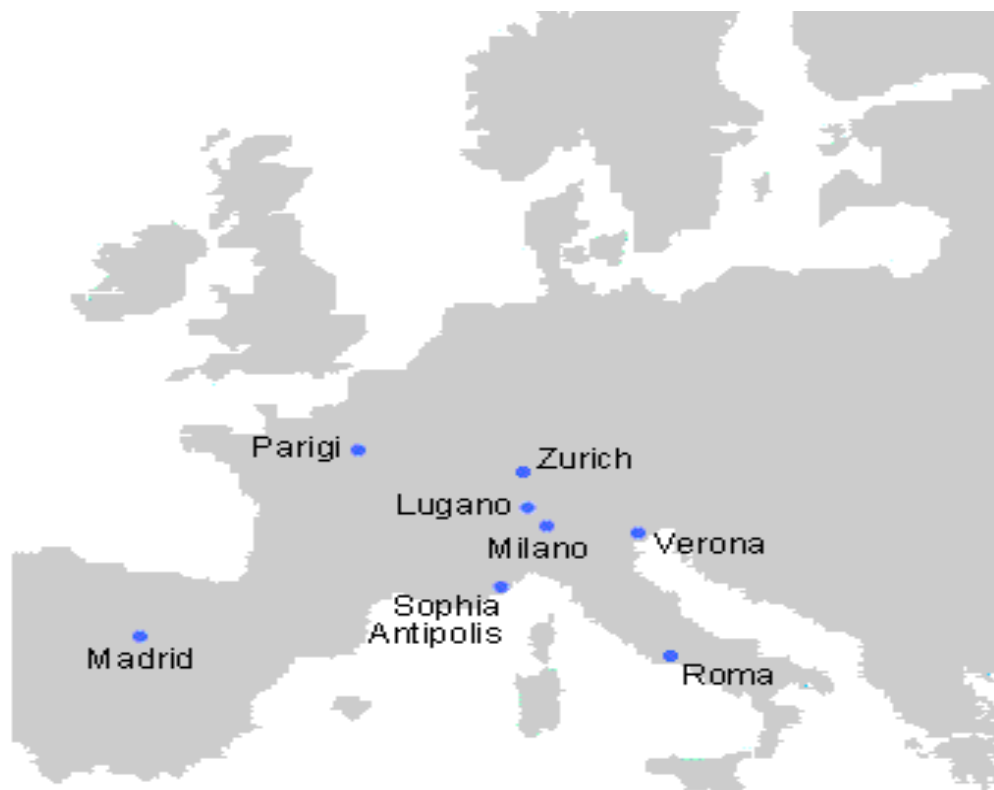 Parigi
Zurich
Lugano
Milano
Verona
Sophia
Antipolis
Madrid
Roma